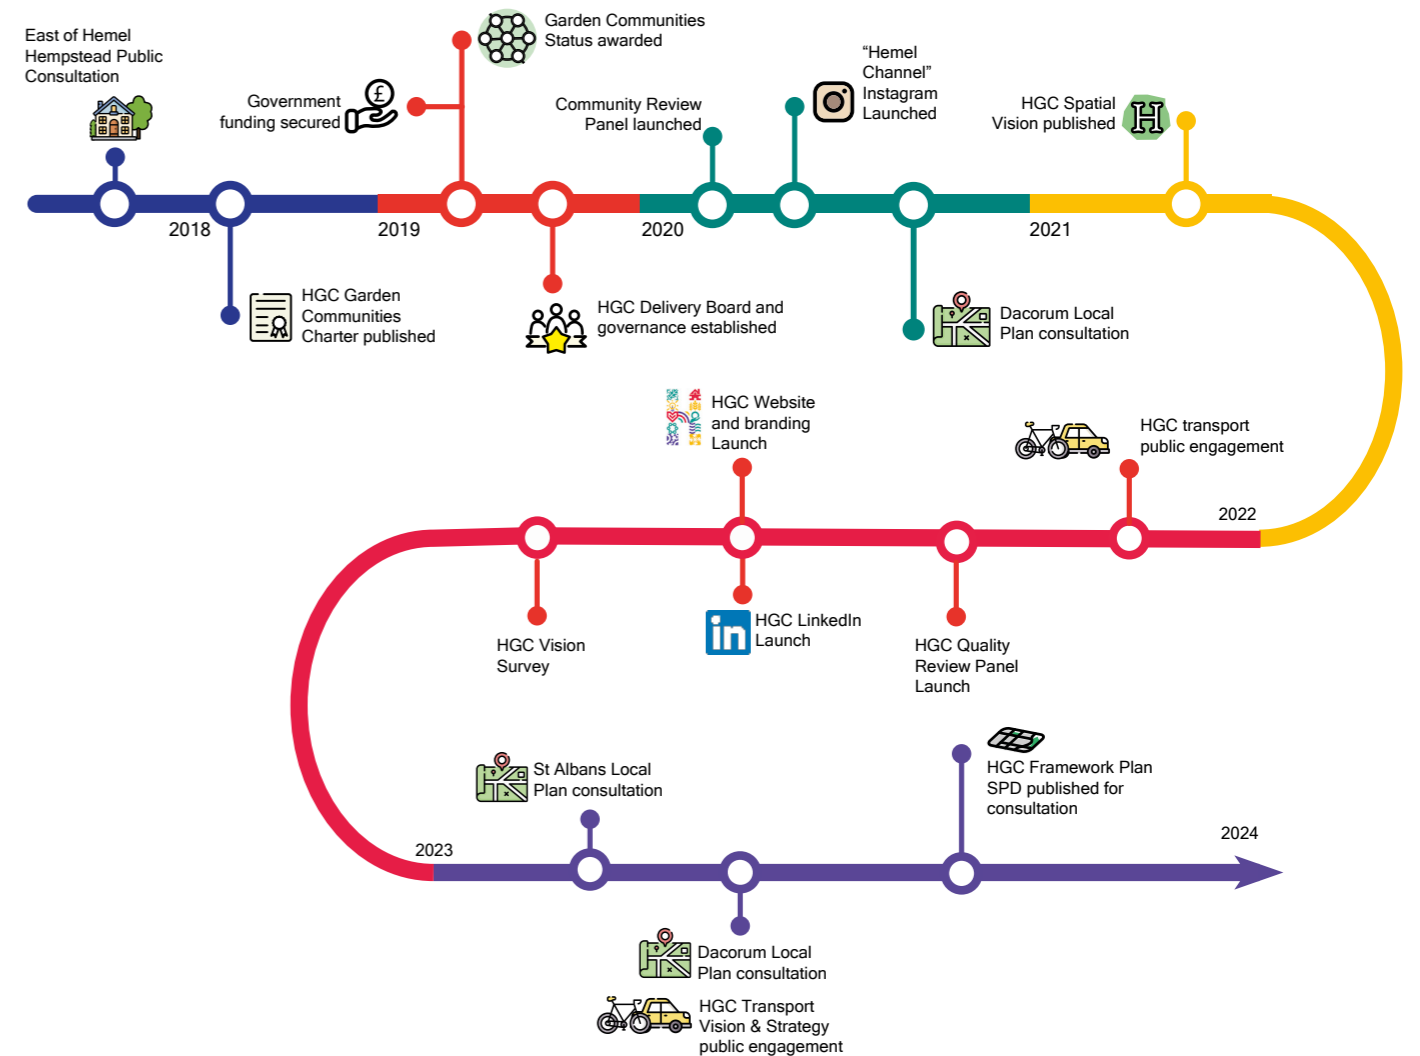 East of Hemel
Hempstead Public
Consultation
Government
funding secured
£
Garden Communities
Status awarded
Community Review
Panel launched
“Hemel
Channel”
Instagram
Launched
HGC Spatial
Vision published
H
2018
2019
2020
2021
HGC Garden
Communities
Charter published
HGC Delivery Board and
governance established
Dacorum Local
Plan consultation
HGC Website
and branding
Launch
HGC transport
public engagement
2022
HGC Vision
Survey
in
HGC LinkedIn
Launch
HGC Quality
Review Panel
Launch
St Albans Local
Plan consultation
HGC Framework Plan
SPD published for
consultation
2023
2024
Dacorum Local
Plan consultation
HGC Transport
Vision & Strategy
public engagement